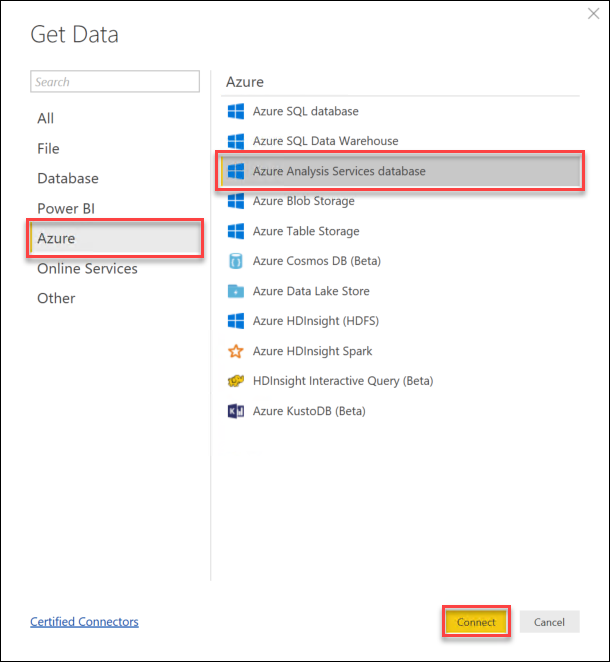 Get Data
Search
All
File
Database
Power BI
Azure
Online Services
Other
Azure
Azure SQL database
Azure SQL Data Warehouse
Azure Analysis Services database
Azure Blob Storage
Azure Table Storage
Azure Cosmos DB (Beta)
Azure Data Lake Store
Azure HDInsight (HDFS)
Azure HDInsight Spark
HDInsight Interactive Query (Beta)
Azure KustoDB (Beta)
Certified Connectors
Connect
Cancel